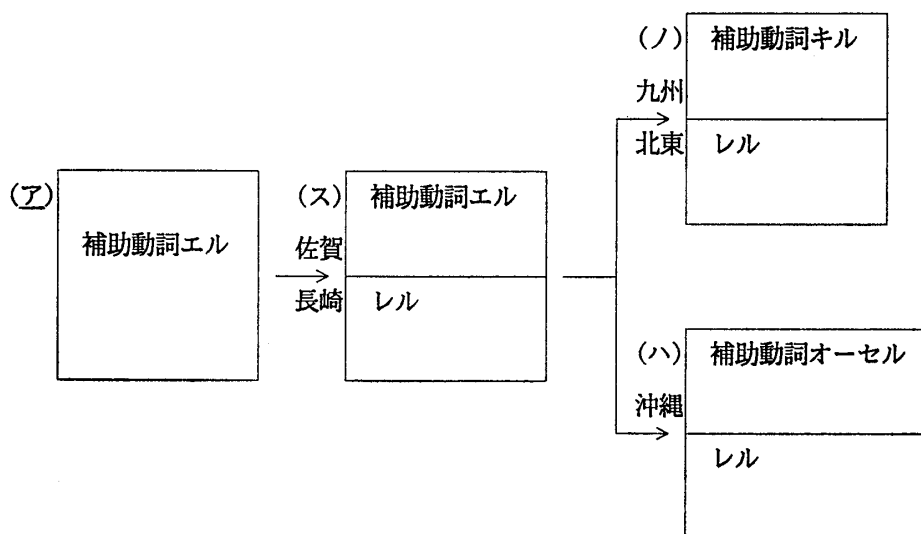 (ア)
補助動詞エル
(ス)
補助動詞エル
佐賀
長崎
レル
(ノ)
補助動詞キル
九州
北東
レル
(ハ)
補助動詞オーセル
沖縄
レル